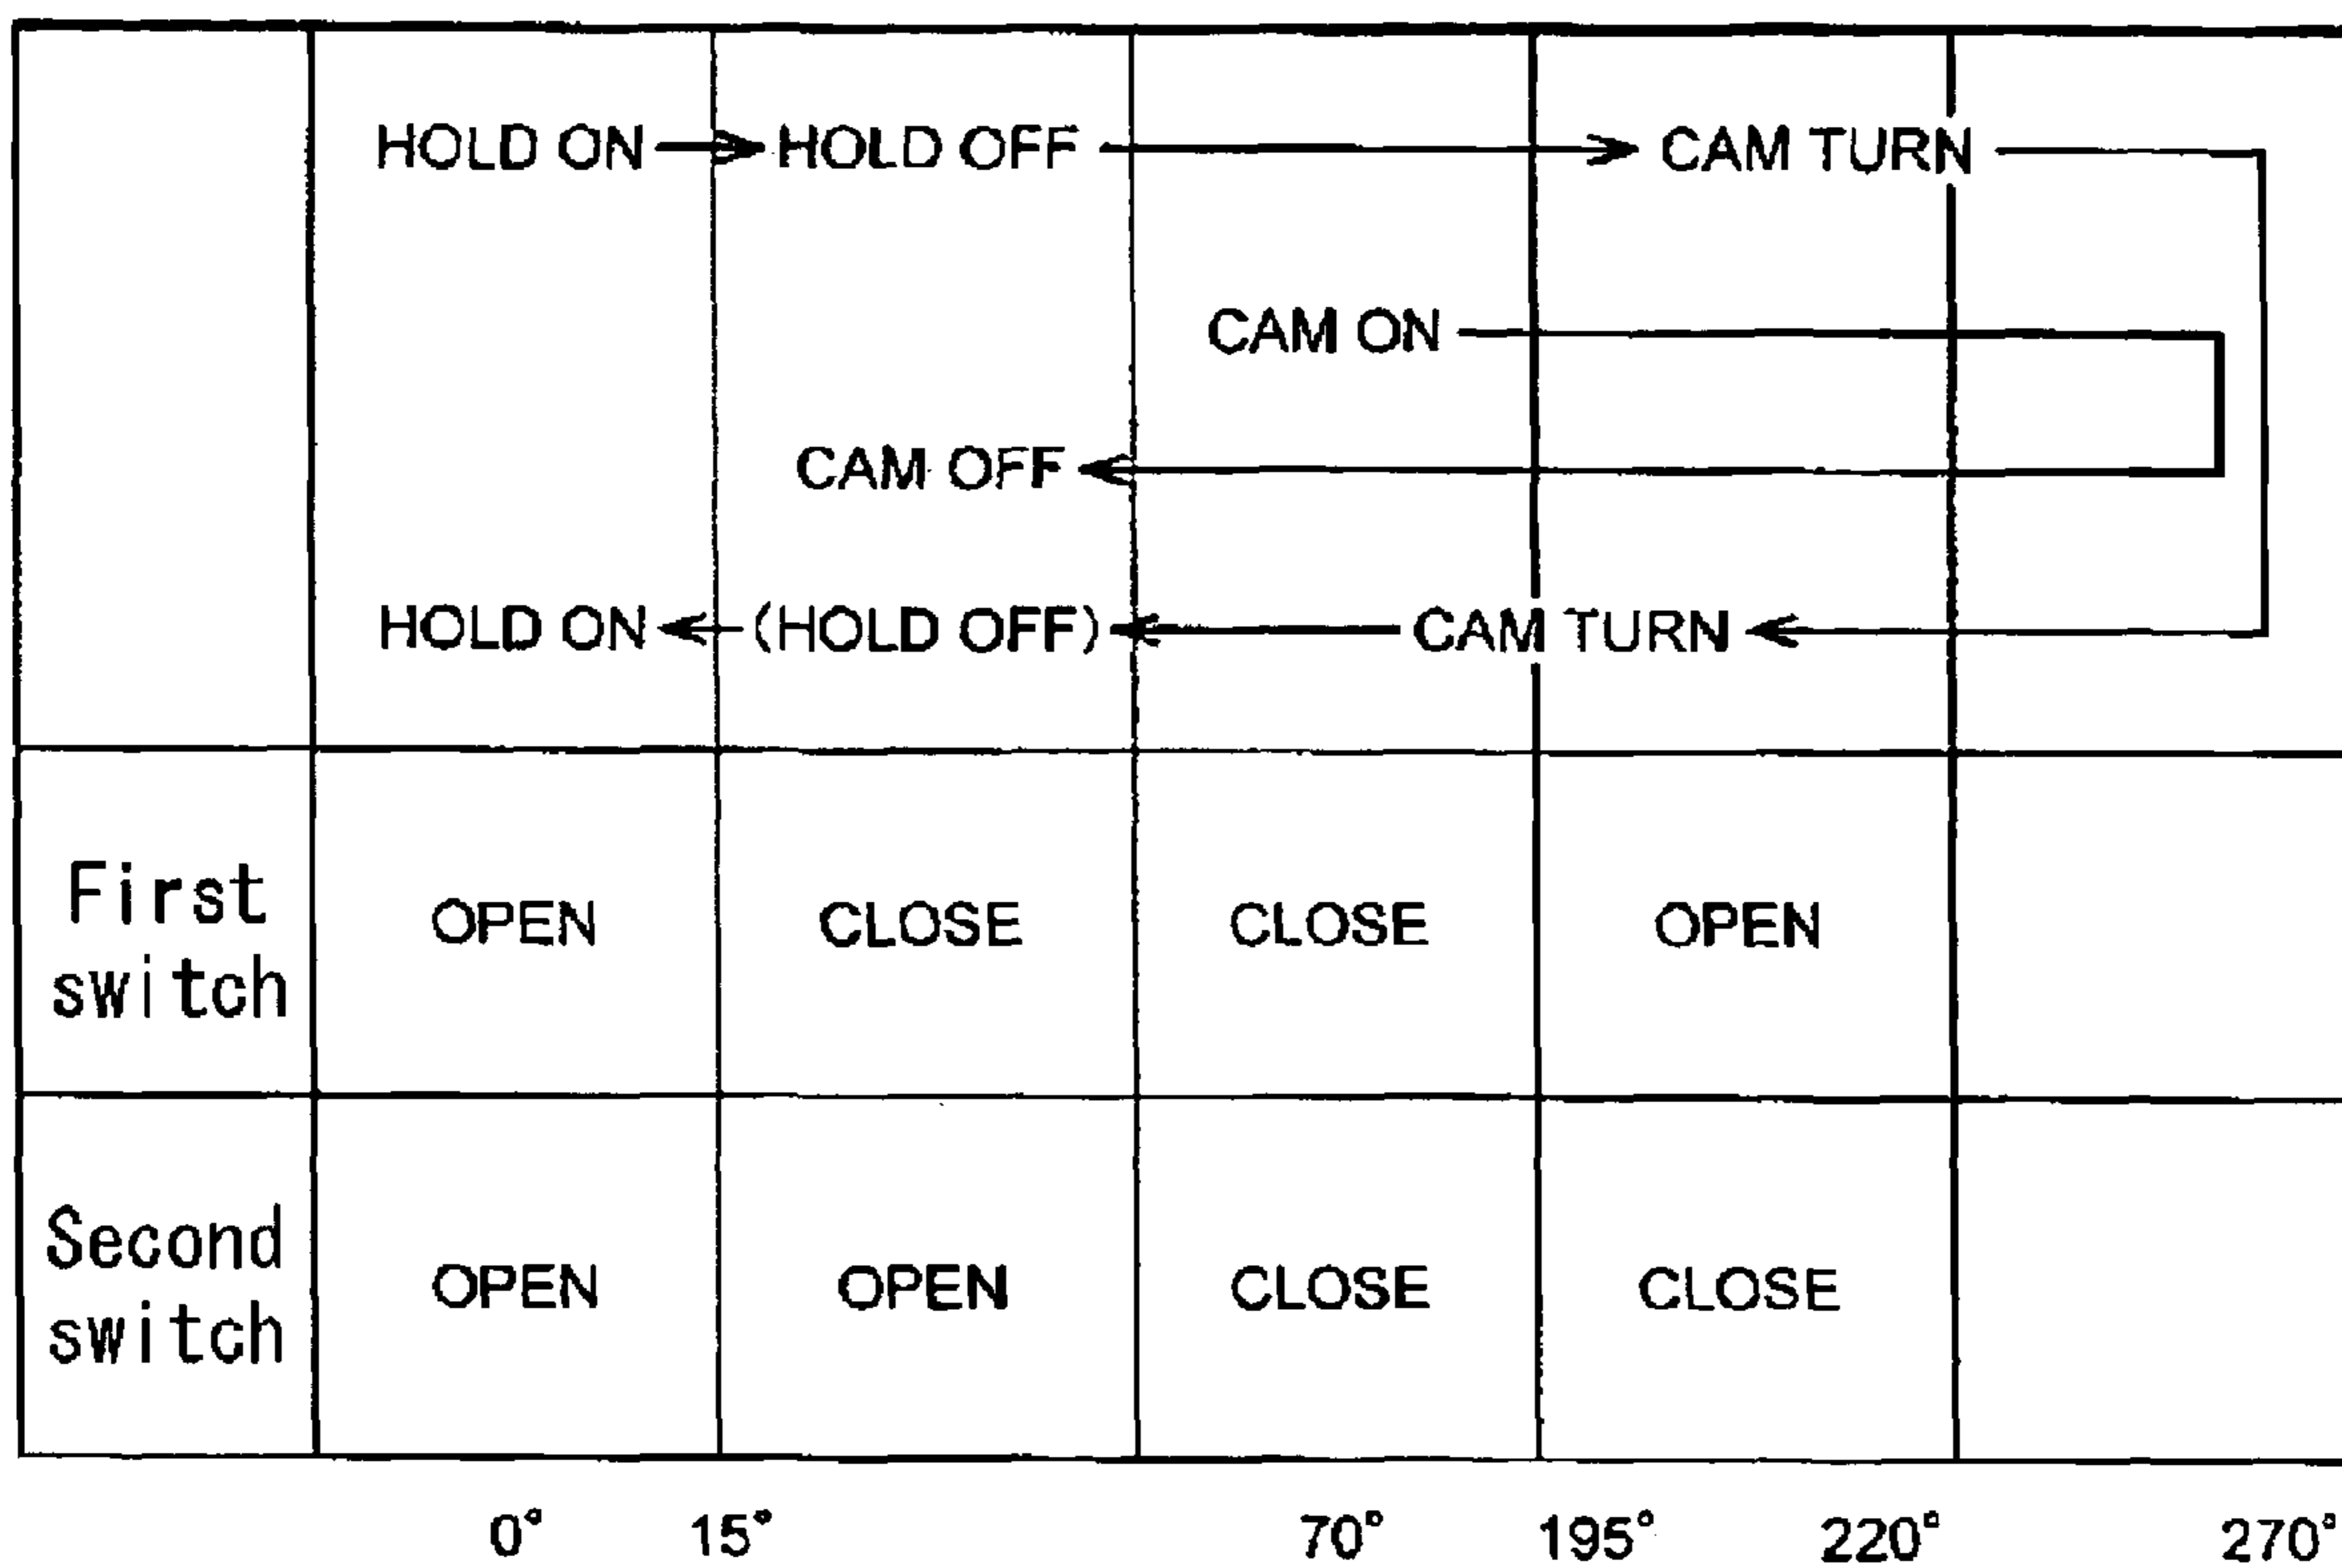 HOLD ON HOLD OFF CAM TURN
CAM ON
CAM OFF
HOLD ON (HOLD OFF) CAM TURN
First
switch
OPEN CLOSE CLOSE OPEN
Second
switch
OPEN OPEN CLOSE CLOSE
0° 15° 70° 195° 220° 270°